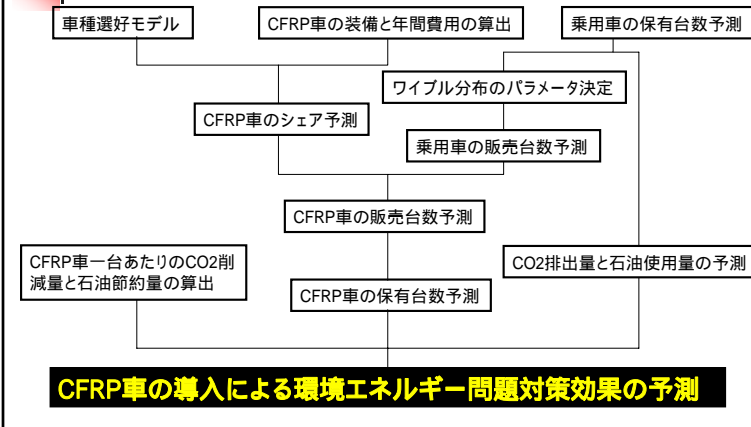 車種選好モデル
CFRP車の装備と年間費用の算出
乗用車の保有台数予測
ワイブル分布のパラメータ決定
CFRP車のシェア予測
乗用車の販売台数予測
CFRP車の販売台数予測
CFRP車一台あたりのCO2削
減量と石油節約量の算出
CO2排出量と石油使用量の予測
CFRP車の保有台数予測
CFRP車の導入による環境エネルギー問題対策効果の予測